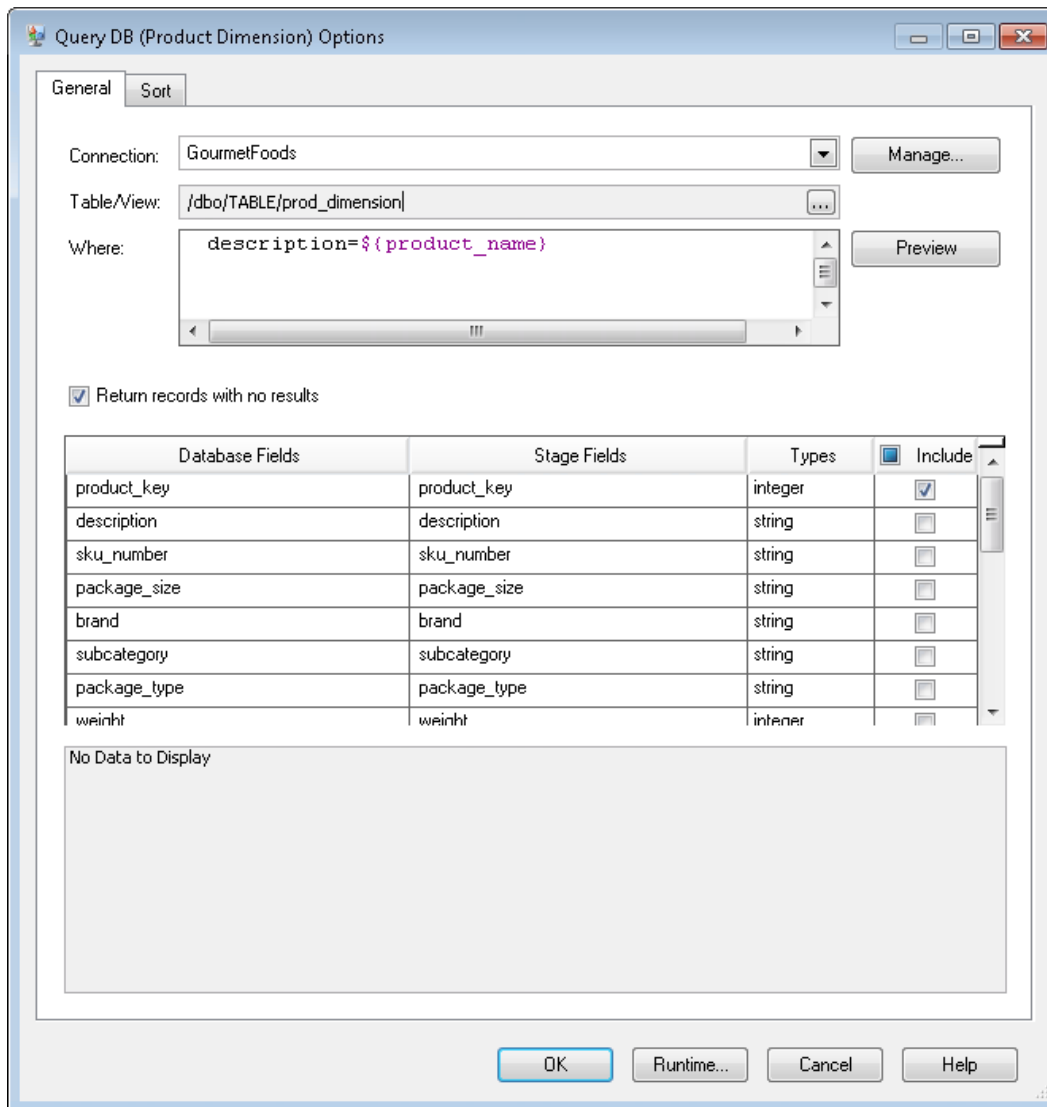 Query DB (Product Dimension) Options
General Sort
Connection: GourmetFoods Manage...
Table/View: /dbo/TABLE/prod_dimension ...
Where: description=${product_name} Preview
Return records with no results
Database Fields Stage Fields Types Include
product_key product_key integer
description description string
sku_number sku_number string
package_size package_size string
brand brand string
subcategory subcategory string
package_type package_type string
weight weight integer
No Data to Display
OK Runtime... Cancel Help